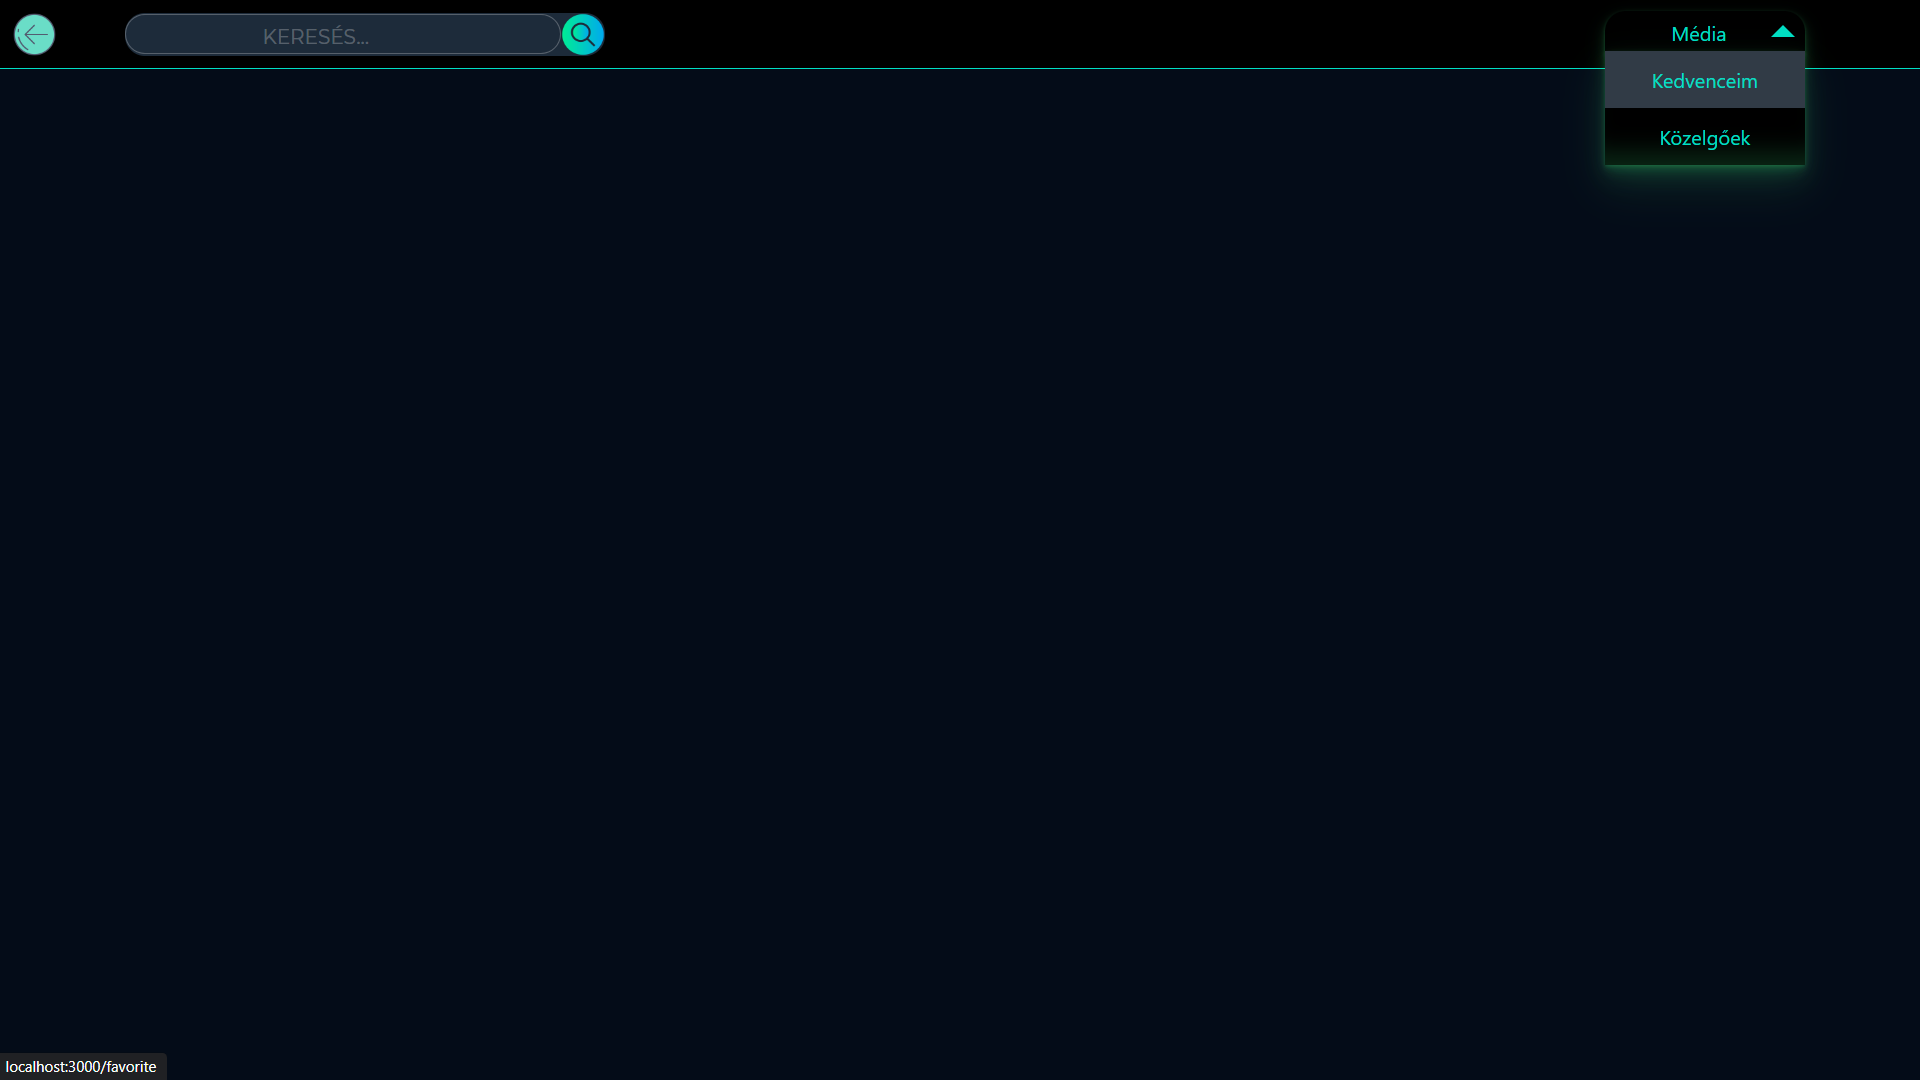 KERESÉS...
Média
Kedvenceim
Közelgőek
localhost:3000/favorite